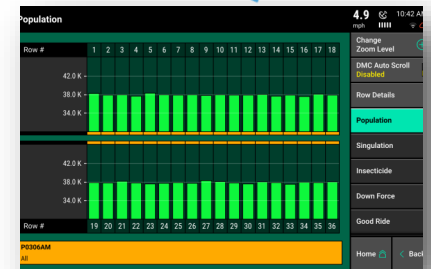 Population
4.9
mph
10:42 AM
Row # 1 2 3 4 5 6 7 8 9 10 11 12 13 14 15 16 17 18
42.0 K
38.0 K
34.0 K
42.0 K
38.0 K
34.0 K
Row # 19 20 21 22 23 24 25 26 27 28 29 30 31 32 33 34 35 36
P0306AM
All
Change
Zoom Level
DMC Auto Scroll
Disabled
Row Details
Population
Singulation
Insecticide
Down Force
Good Ride
Home
< Back